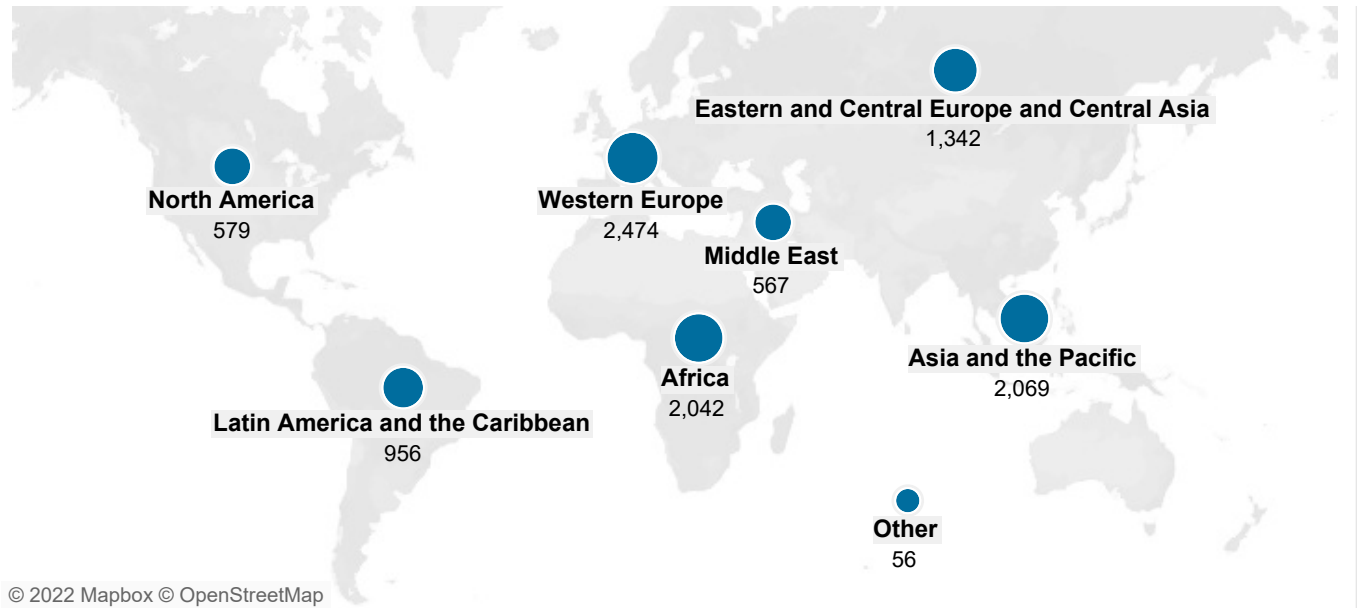 Eastern and Central Europe and Central Asia
1,342
North America
579
Western Europe
2,474
Middle East
567
Asia and the Pacific
2,069
Africa
2,042
Latin America and the Caribbean
956
Other
56
© 2022 Mapbox © OpenStreetMap